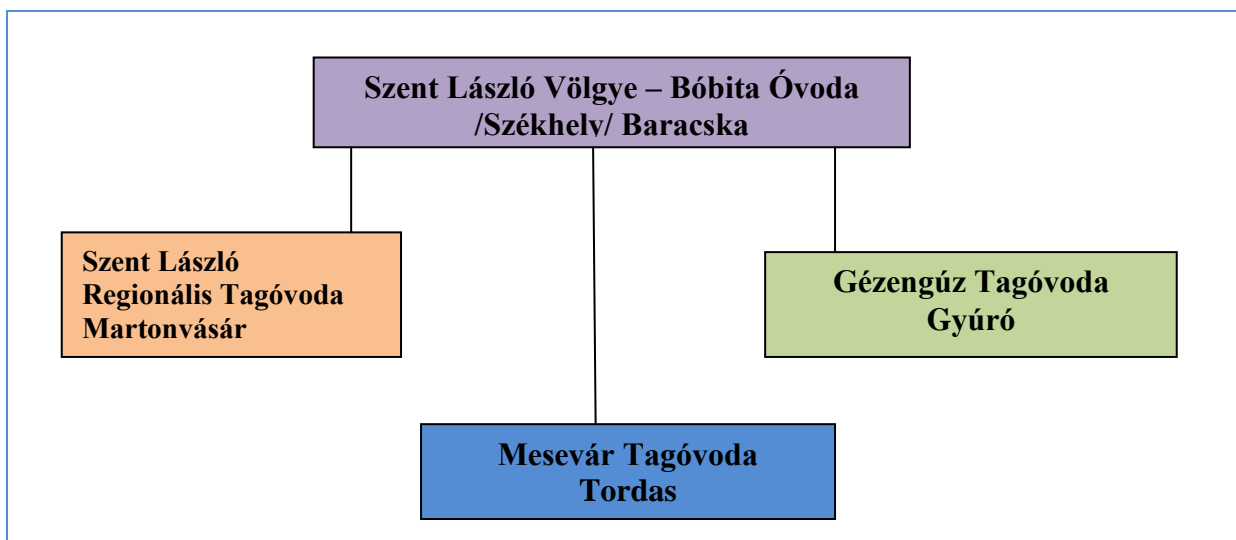 Szent László Völgye – Bóbita Óvoda
/Székhely/ Baracska
Szent László
Regionális Tagóvoda
Martonvásár
Gézengúz Tagóvoda
Gyúró
Mesevár Tagóvoda
Tordas